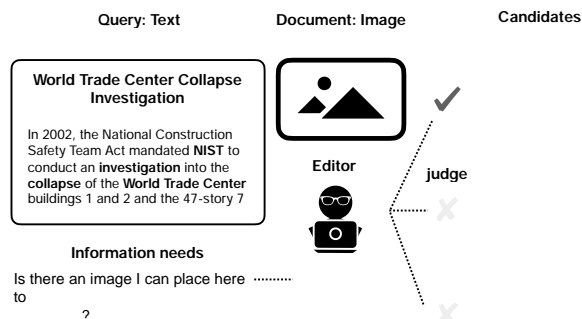 Query: Text
Document: Image
Candidates
World Trade Center Collapse
Investigation
In 2002, the National Construction
Safety Team Act mandated NIST to
conduct an investigation into the
collapse of the World Trade Center
buildings 1 and 2 and the 47-story 7
Editor
judge
Information needs
Is there an image I can place here
to
?